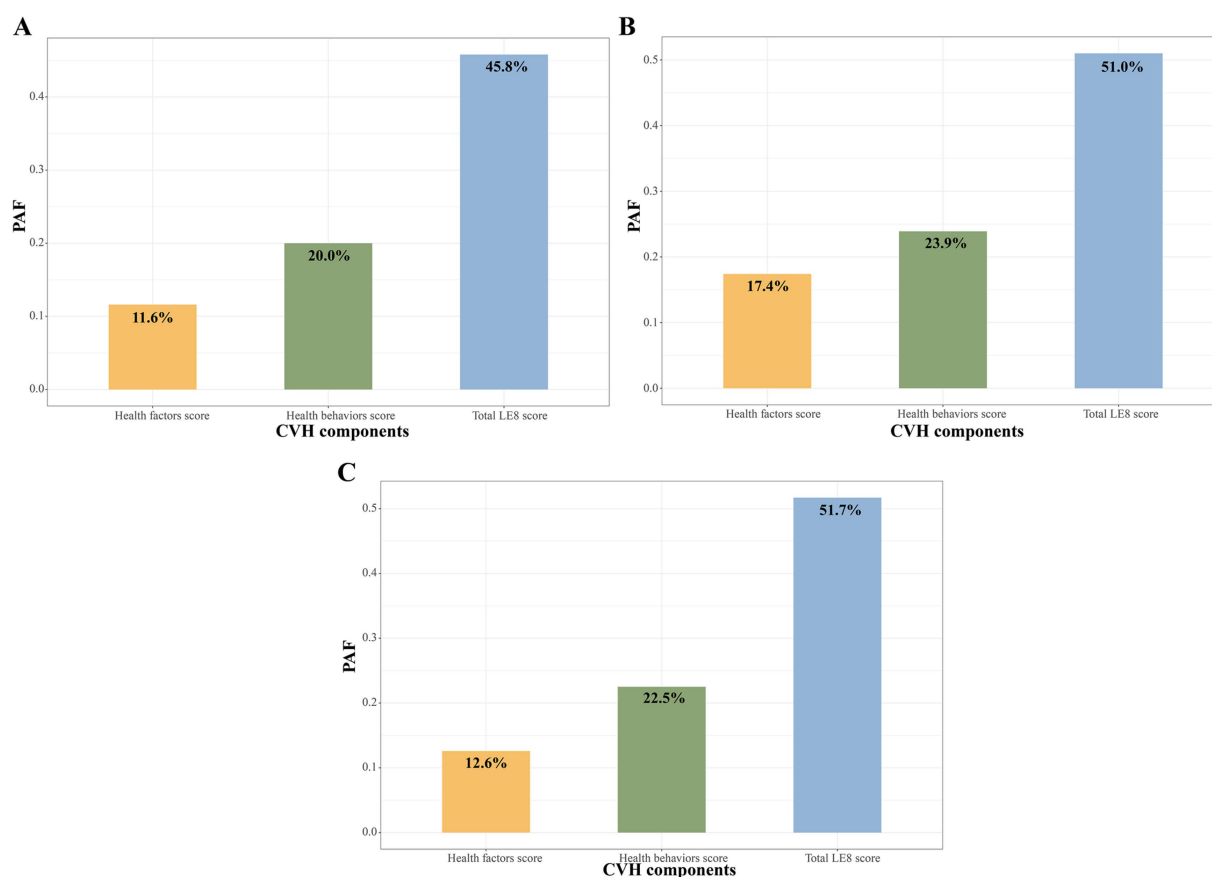 A
PAF
0.4
0.3
0.2
0.1
0.0
45.8%
20.0%
11.6%
Health factors score
Health behaviors score
Total LE8 score
CVH components
B
PAF
0.5
0.4
0.3
0.2
0.1
0.0
51.0%
23.9%
17.4%
Health factors score
Health behaviors score
Total LE8 score
CVH components
C
PAF
0.5
0.4
0.3
0.2
0.1
0.0
51.7%
22.5%
12.6%
Health factors score
Health behaviors score
Total LE8 score
CVH components